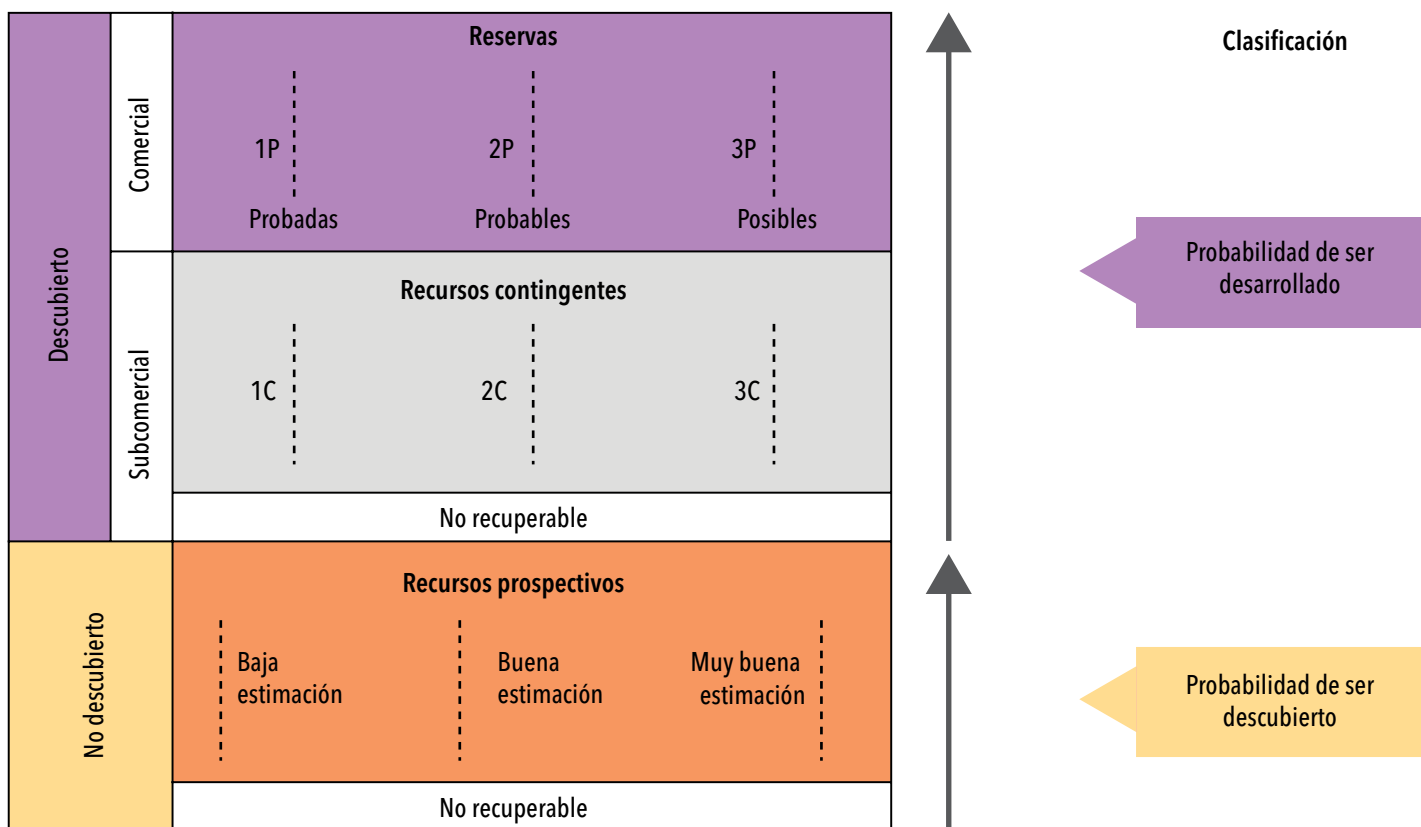 Reservas
Clasificación
Descubierto
Comercial
1P
2P
3P
Probadas
Probables
Posibles
Probabilidad de ser
desarrollado
Subcomercial
Recursos contingentes
1C
2C
3C
No recuperable
No descubierto
Recursos prospectivos
Baja
estimación
Buena
estimación
Muy buena
estimación
Probabilidad de ser
descubierto
No recuperable